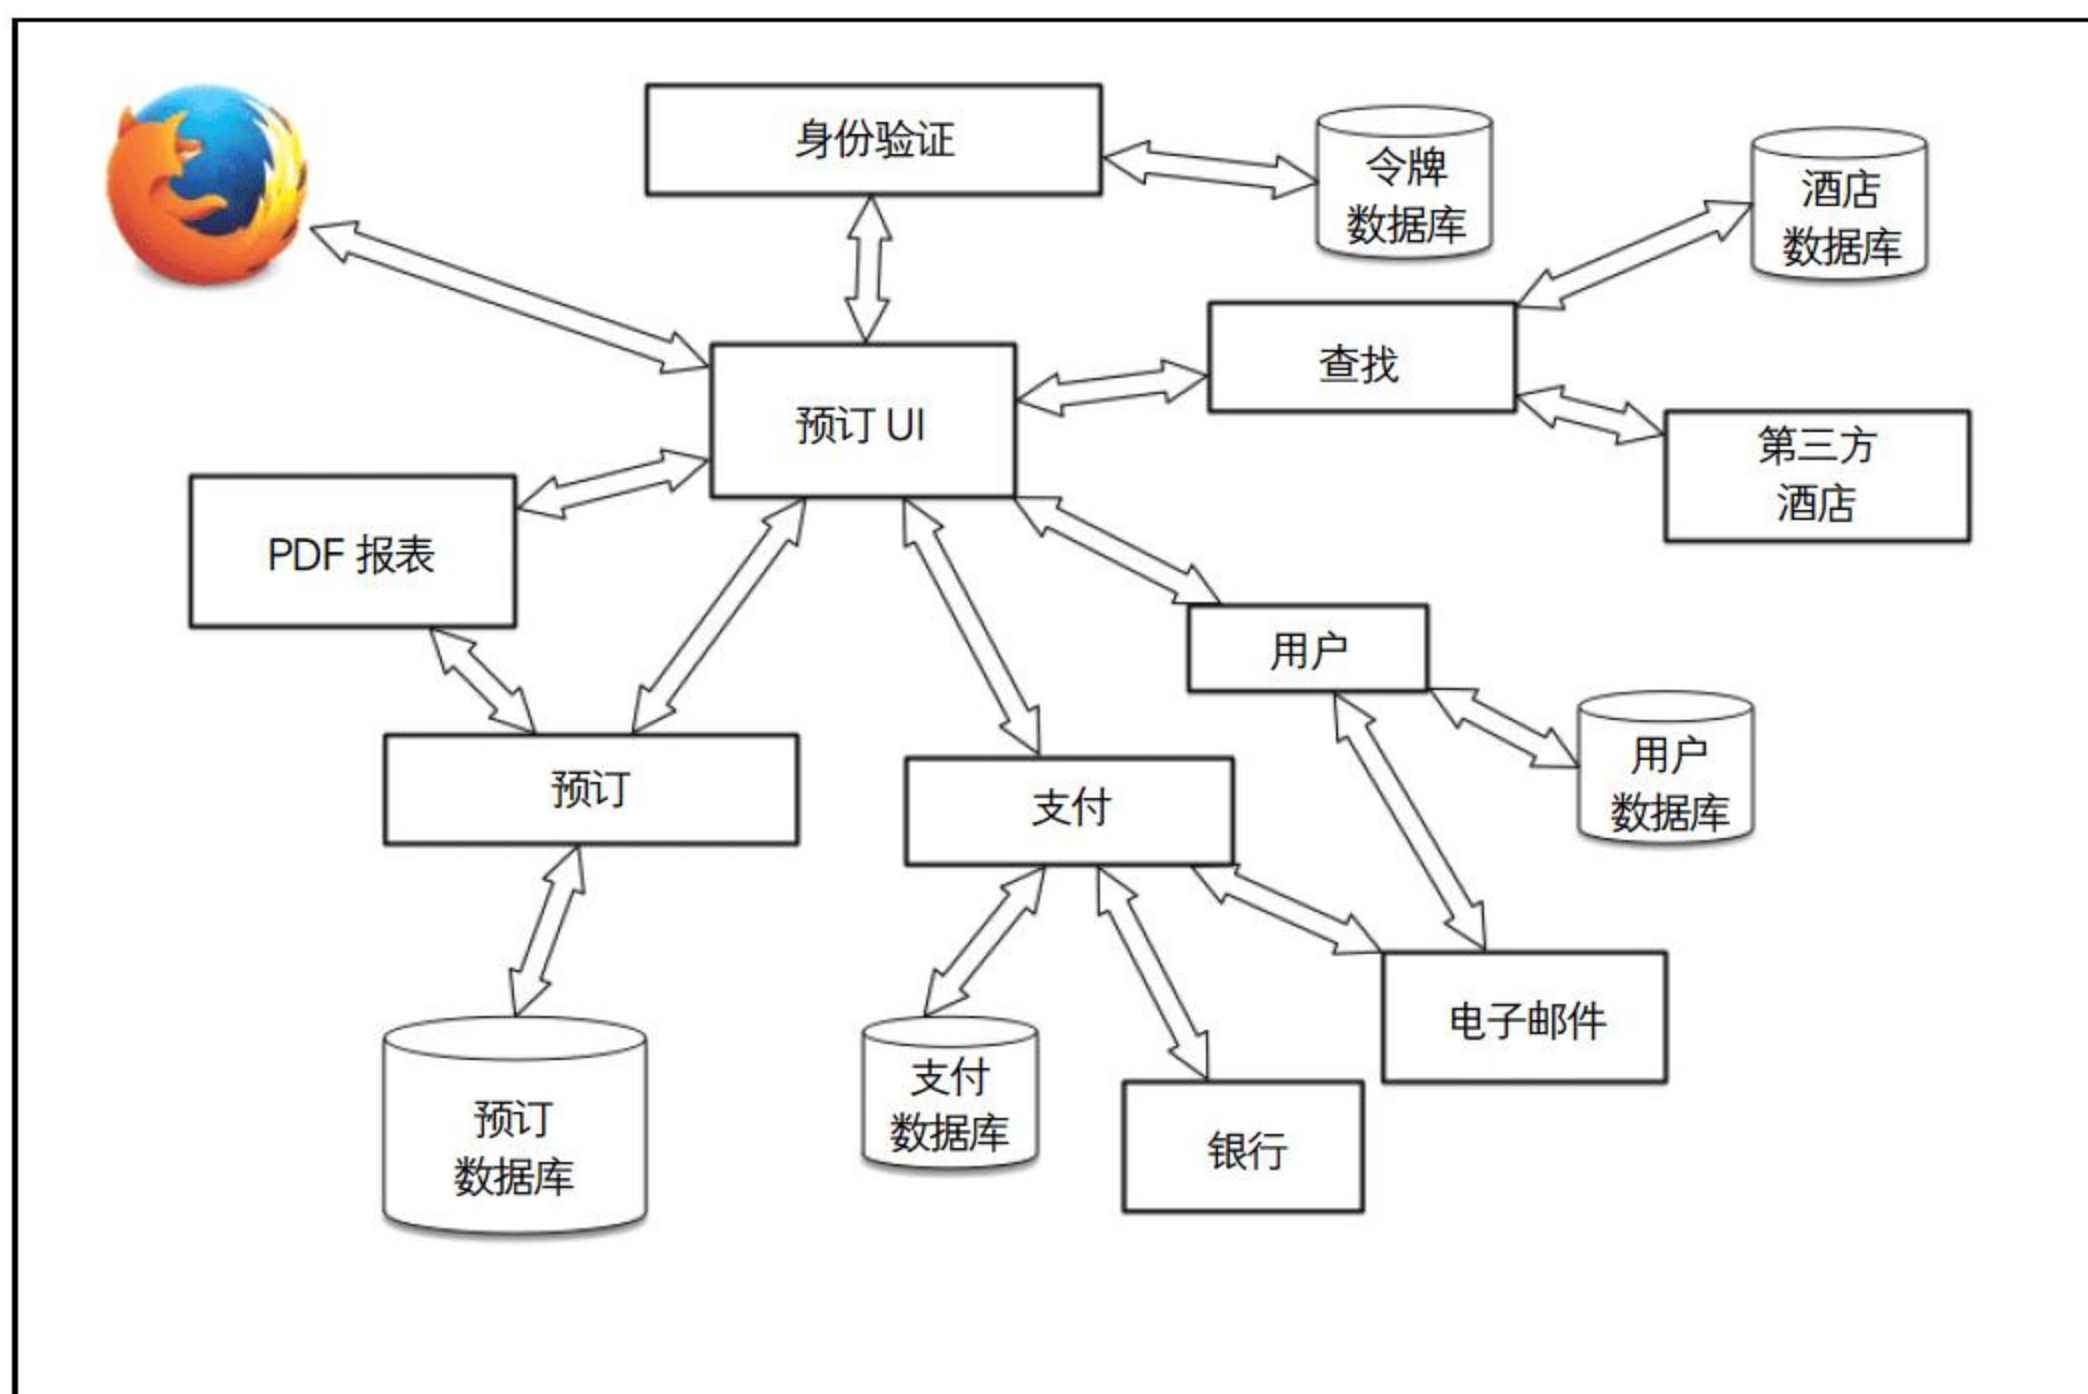 身份验证
令牌
数据库
酒店
数据库
查找
预订 UI
第三方
酒店
PDF 报表
用户
用户
数据库
预订
支付
电子邮件
支付
数据库
预订
数据库
银行